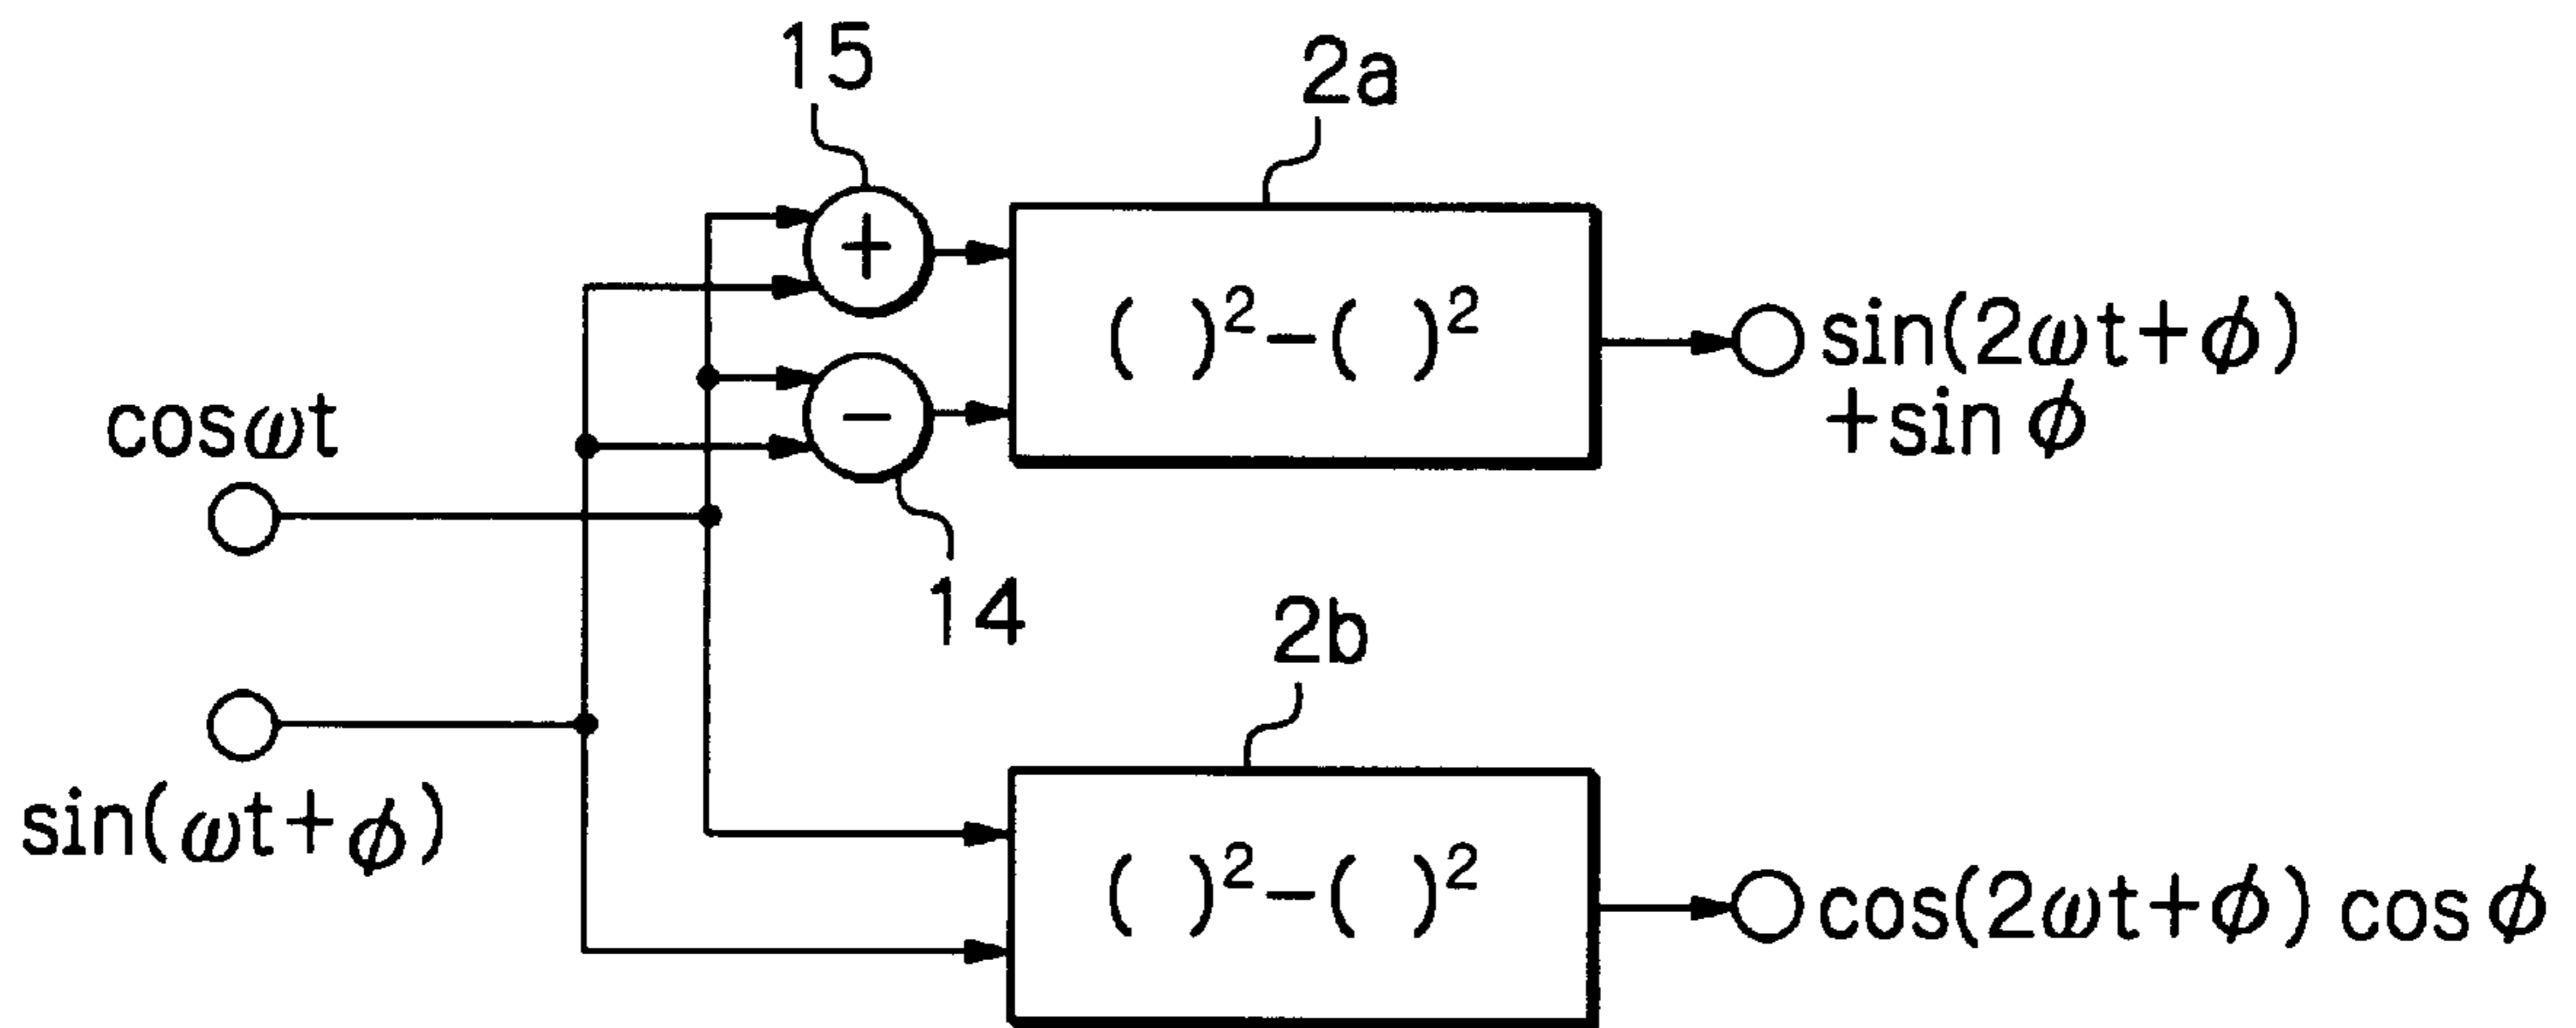 15
2a
+
( )²−( )²
sin(2ωt+ϕ)
+sin ϕ
−
cosωt
14
2b
sin(ωt+ϕ)
( )²−( )²
cos(2ωt+ϕ) cos ϕ